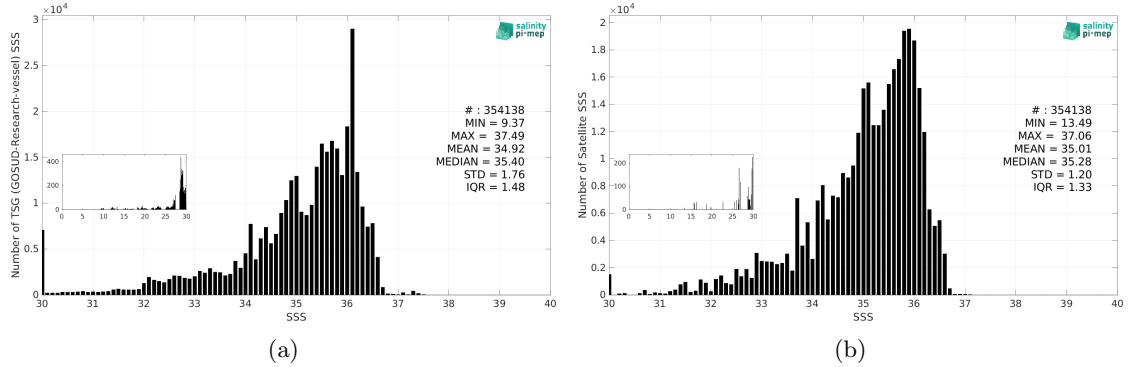 ×10⁴
3
2.5
2
1.5
1
0.5
0
Number of TSG (GOSUD-Research-vessel) SSS
salinity
pi-mep
# : 354138
MIN = 9.37
MAX = 37.49
MEAN = 34.92
MEDIAN = 35.40
STD = 1.76
IQR = 1.48
400
200
0
0 5 10 15 20 25 30
30 31 32 33 34 35 36 37 38 39 40
SSS
(a)
×10⁴
2
1.8
1.6
1.4
1.2
1
0.8
0.6
0.4
0.2
0
Number of Satellite SSS
salinity
pi-mep
# : 354138
MIN = 13.49
MAX = 37.06
MEAN = 35.01
MEDIAN = 35.28
STD = 1.20
IQR = 1.33
200
100
0
0 5 10 15 20 25 30
30 31 32 33 34 35 36 37 38 39 40
SSS
(b)